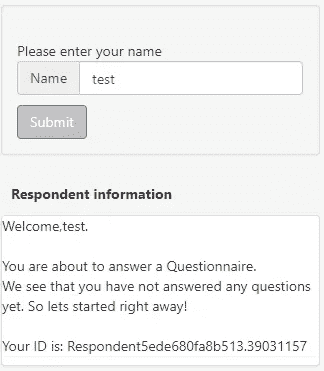 Please enter your name
Name test
Submit
Respondent information
Welcome,test.
You are about to answer a Questionnaire.
We see that you have not answered any questions
yet. So lets started right away!
Your ID is: Respondent5ede680fa8b513.39031157